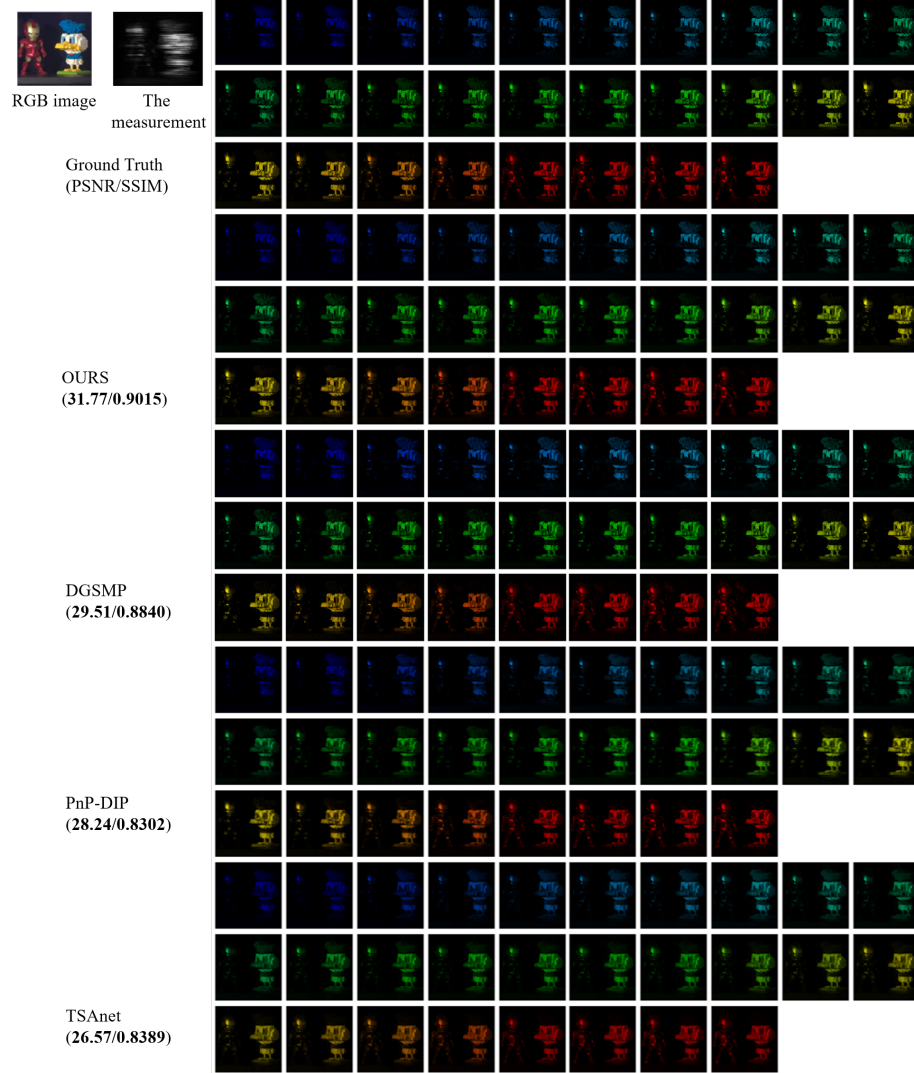 RGB image
The
measurement
Ground Truth
(PSNR/SSIM)
OURS
(31.77/0.9015)
DGSMP
(29.51/0.8840)
PnP-DIP
(28.24/0.8302)
TSAnet
(26.57/0.8389)